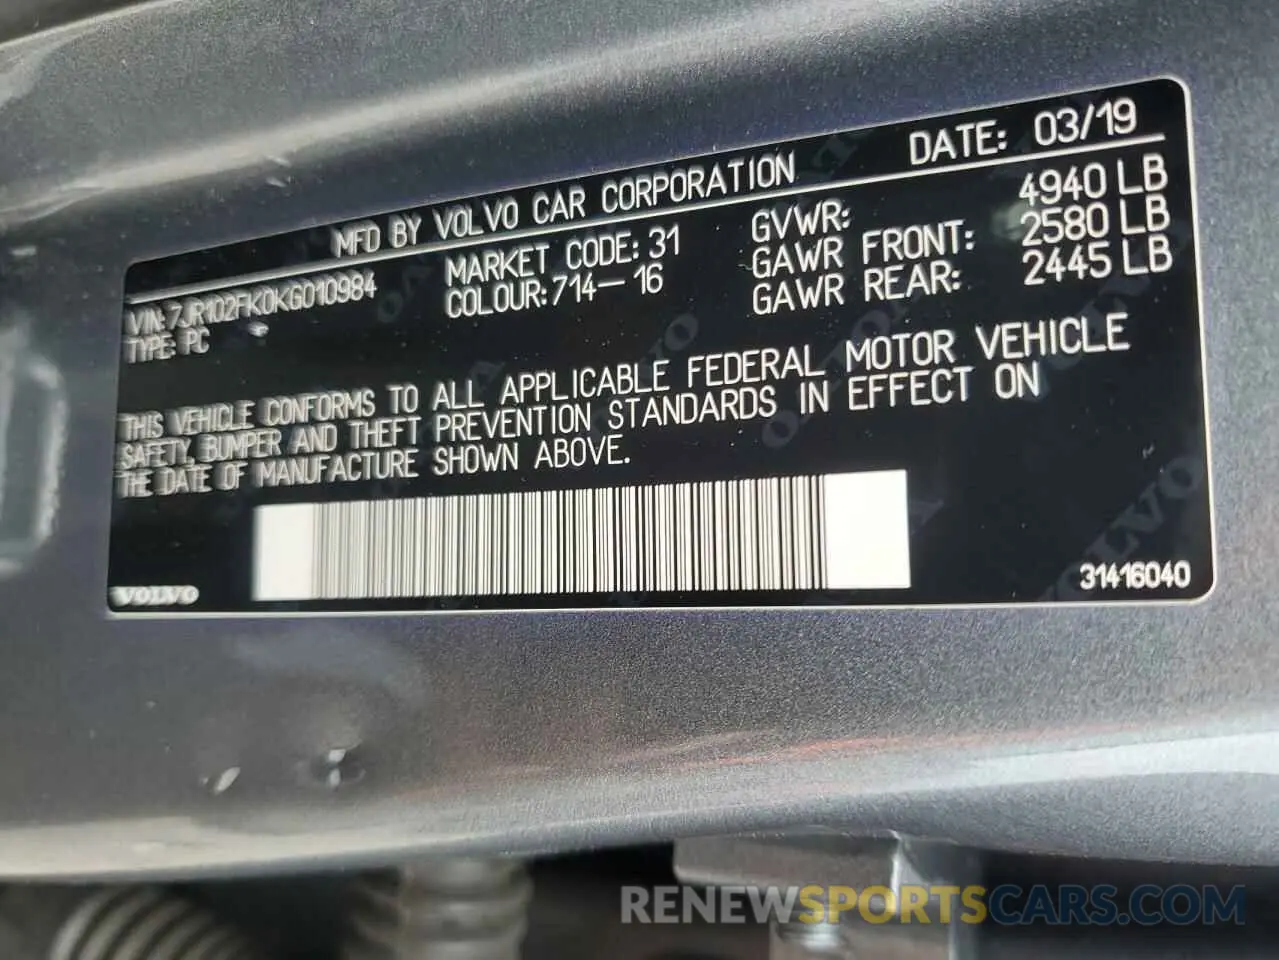 MFD BY VOLVO CAR CORPORATION DATE: 03/19
VIN: 7JR102FK0KG010984 MARKET CODE: 31 GVWR: 4940 LB
TYPE: PC COLOUR: 714-16 GAWR FRONT: 2580 LB
GAWR REAR: 2445 LB
THIS VEHICLE CONFORMS TO ALL APPLICABLE FEDERAL MOTOR VEHICLE
SAFETY, BUMPER AND THEFT PREVENTION STANDARDS IN EFFECT ON
THE DATE OF MANUFACTURE SHOWN ABOVE.
VOLVO 31416040
RENEWSPORTSCARS.COM